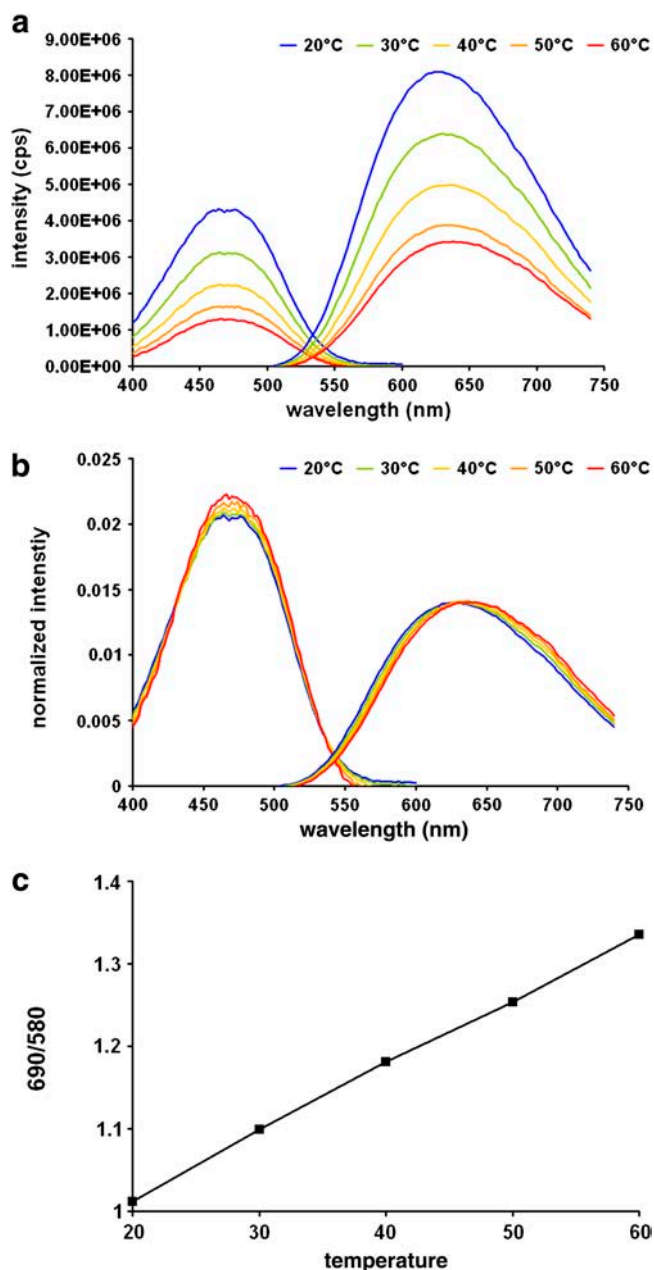 a
9.00E+06
20°C 30°C 40°C 50°C 60°C
8.00E+06
7.00E+06
6.00E+06
5.00E+06
4.00E+06
3.00E+06
2.00E+06
1.00E+06
0.00E+00
intensity (cps)
400 450 500 550 600 650 700 750
wavelength (nm)
b
0.025
20°C 30°C 40°C 50°C 60°C
0.02
0.015
0.01
0.005
0
normalized intenstiy
400 450 500 550 600 650 700 750
wavelength (nm)
c
1.4
1.3
1.2
1.1
1
690/580
20 30 40 50 60
temperature